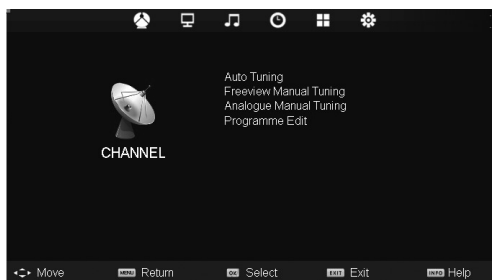 Auto Tuning
Freeview Manual Tuning
Analogue Manual Tuning
Programme Edit
CHANNEL
Move MENU Return OK Select EXIT Exit INFO Help